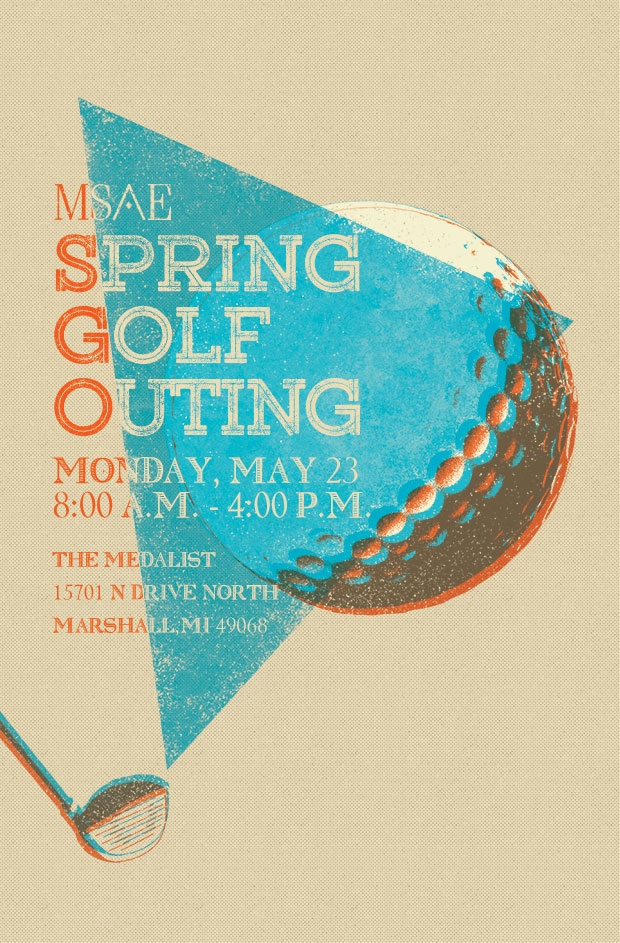 MSAE
SPRING
GOLF
OUTING
MONDAY, MAY 23
8:00 A.M. - 4:00 P.M.
THE MEDALIST
15701 N DRIVE NORTH
MARSHALL, MI 49068